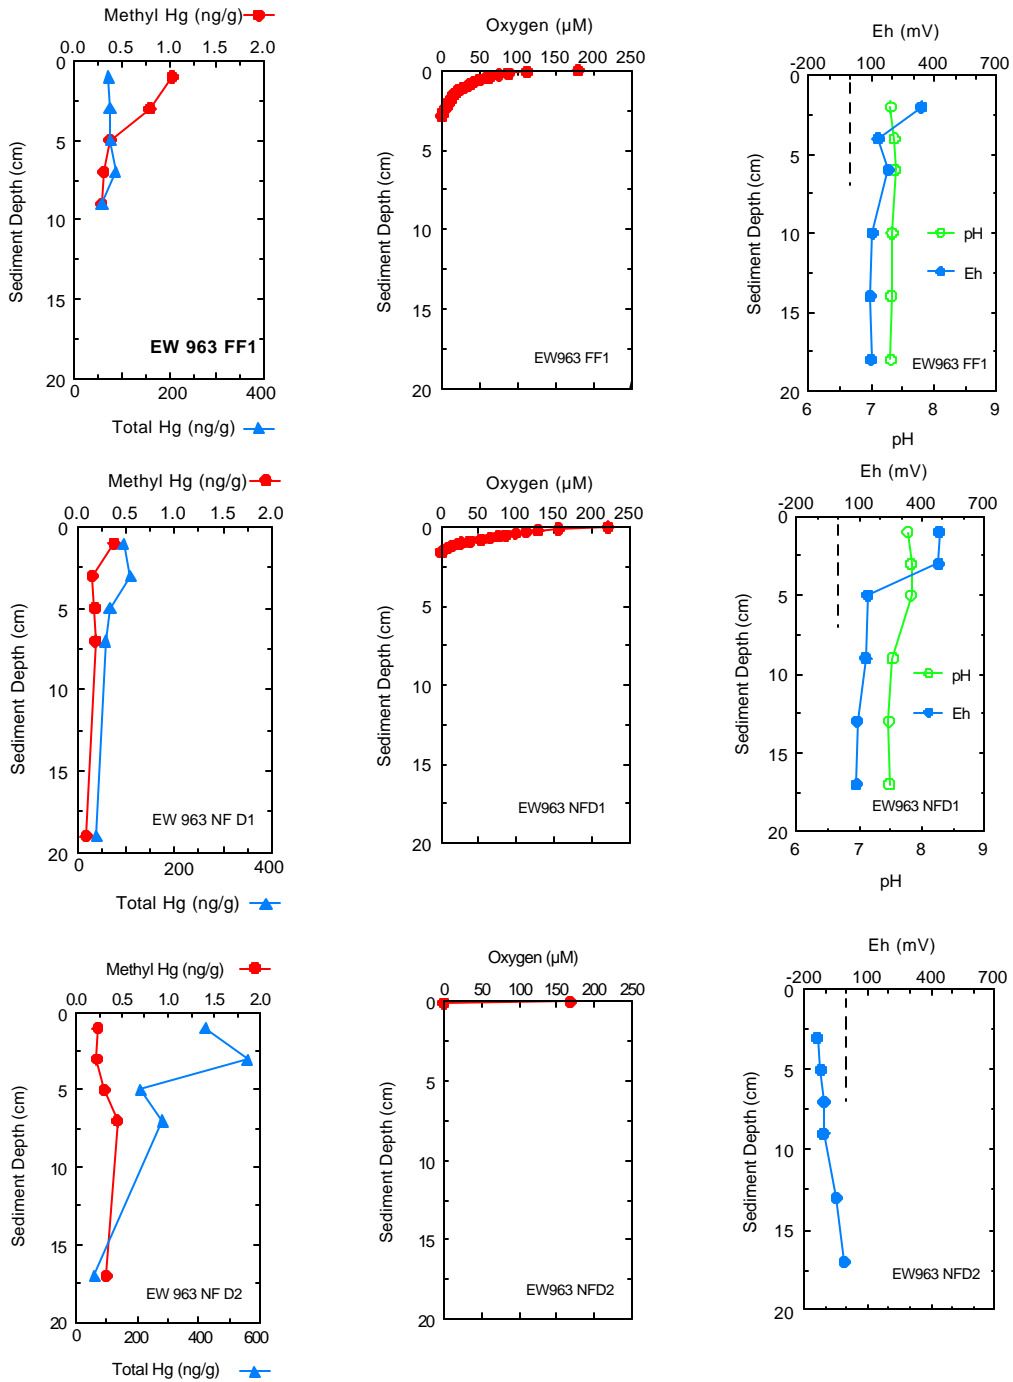 Methyl Hg (ng/g)
0.0 0.5 1.0 1.5 2.0
0
5
10
15
20
Sediment Depth (cm)
EW 963 FF1
0 200 400
Total Hg (ng/g)
Oxygen (µM)
0 50 100 150 200 250
0
5
10
15
20
Sediment Depth (cm)
EW963 FF1
Eh (mV)
-200 100 400 700
0
5
10
15
20
Sediment Depth (cm)
pH
Eh
EW963 FF1
6 7 8 9
pH
Methyl Hg (ng/g)
0.0 0.5 1.0 1.5 2.0
0
5
10
15
20
Sediment Depth (cm)
EW 963 NF D1
0 200 400
Total Hg (ng/g)
Oxygen (µM)
0 50 100 150 200 250
0
5
10
15
20
Sediment Depth (cm)
EW963 NFD1
Eh (mV)
-200 100 400 700
0
5
10
15
20
Sediment Depth (cm)
pH
Eh
EW963 NFD1
6 7 8 9
pH
Methyl Hg (ng/g)
0.0 0.5 1.0 1.5 2.0
0
5
10
15
20
Sediment Depth (cm)
EW 963 NF D2
0 200 400 600
Total Hg (ng/g)
Oxygen (µM)
0 50 100 150 200 250
0
5
10
15
20
Sediment Depth (cm)
EW963 NFD2
Eh (mV)
-200 100 400 700
0
5
10
15
20
Sediment Depth (cm)
EW963 NFD2